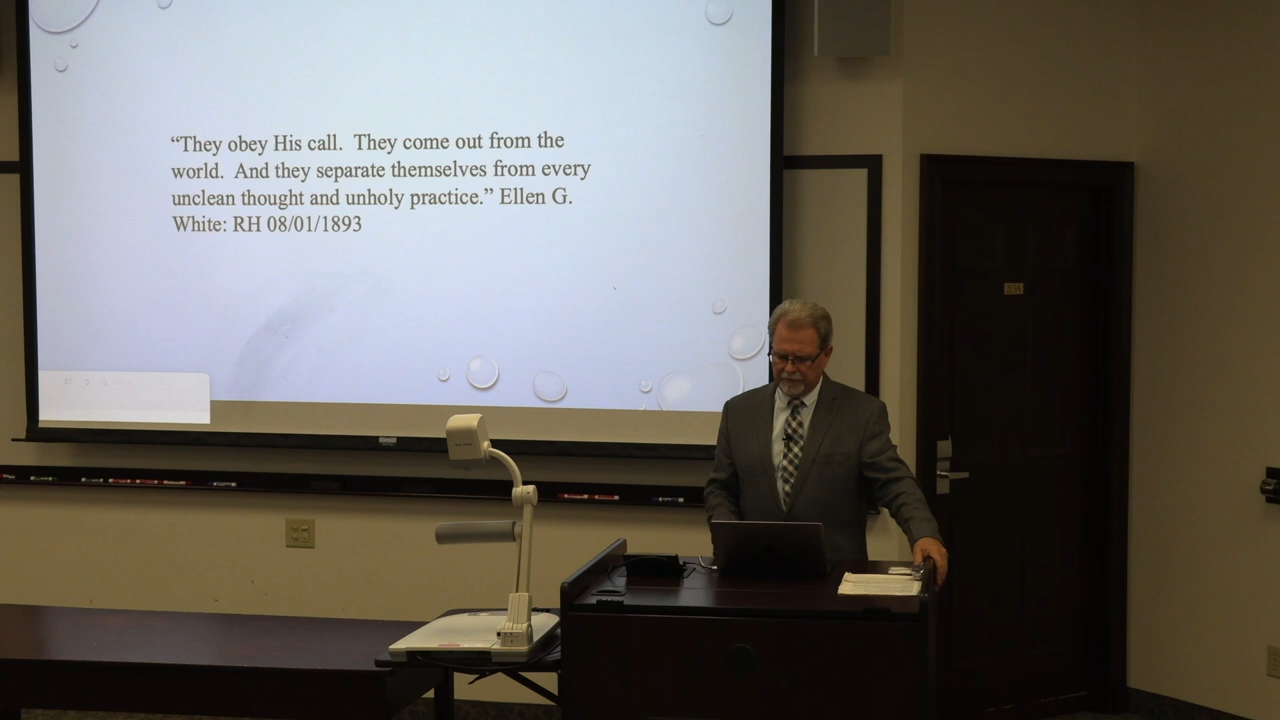 “They obey His call.  They come out from the
world.  And they separate themselves from every
unclean thought and unholy practice.” Ellen G.
White: RH 08/01/1893